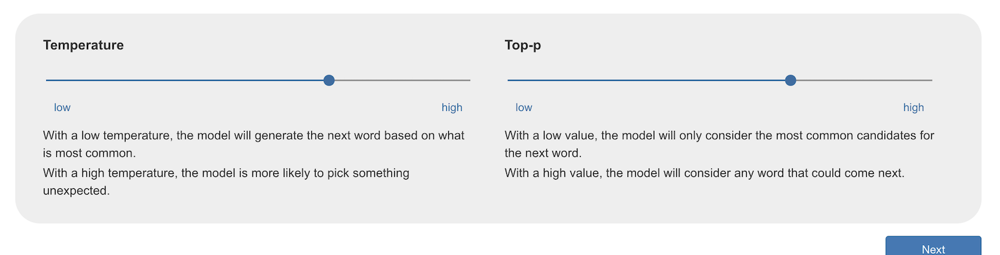 Temperature
low
high
With a low temperature, the model will generate the next word based on what
is most common.
With a high temperature, the model is more likely to pick something
unexpected.
Top-p
low
high
With a low value, the model will only consider the most common candidates for
the next word.
With a high value, the model will consider any word that could come next.
Next